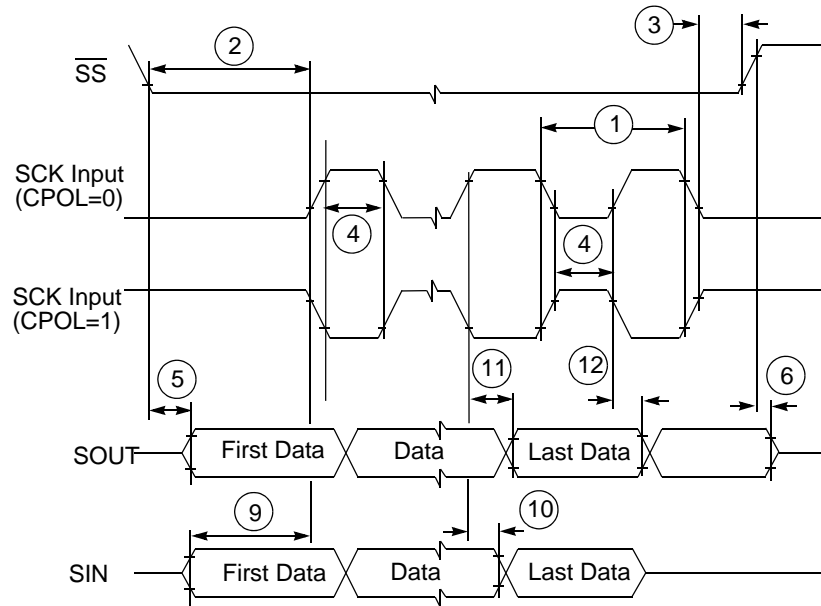 3
2
S̅S̅
1
SCK Input
(CPOL=0)
4
4
SCK Input
(CPOL=1)
5
11
12
6
SOUT
First Data
Data
Last Data
9
10
SIN
First Data
Data
Last Data